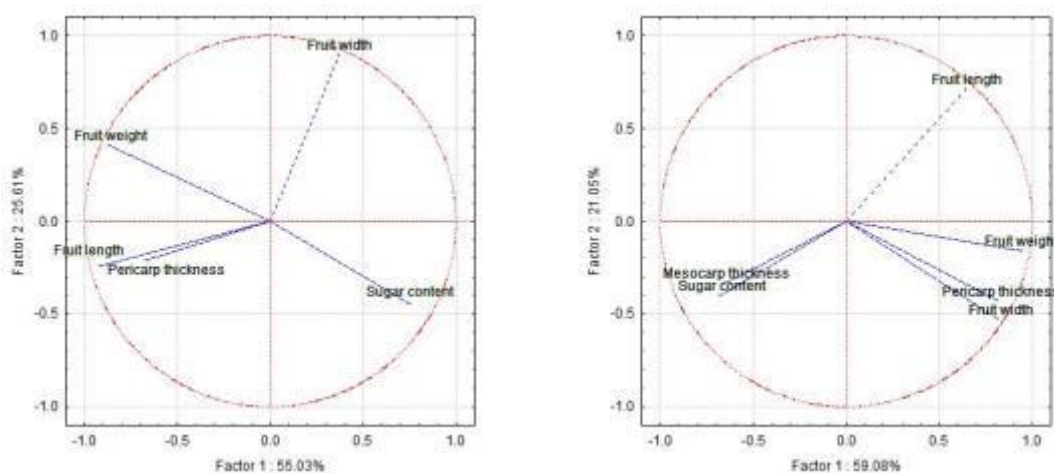 1.0
0.5
0.0
-0.5
-1.0
-1.0
-0.5
0.0
0.5
1.0
Factor 2 : 25.61%
Factor 1 : 55.03%
Fruit width
Fruit weight
Fruit length
Pericarp thickness
Sugar content
1.0
0.5
0.0
-0.5
-1.0
-1.0
-0.5
0.0
0.5
1.0
Factor 2 : 21.05%
Factor 1 : 59.08%
Fruit length
Fruit weigh
Mesocarp thickness
Sugar content
Pericarp thickness
Fruit width